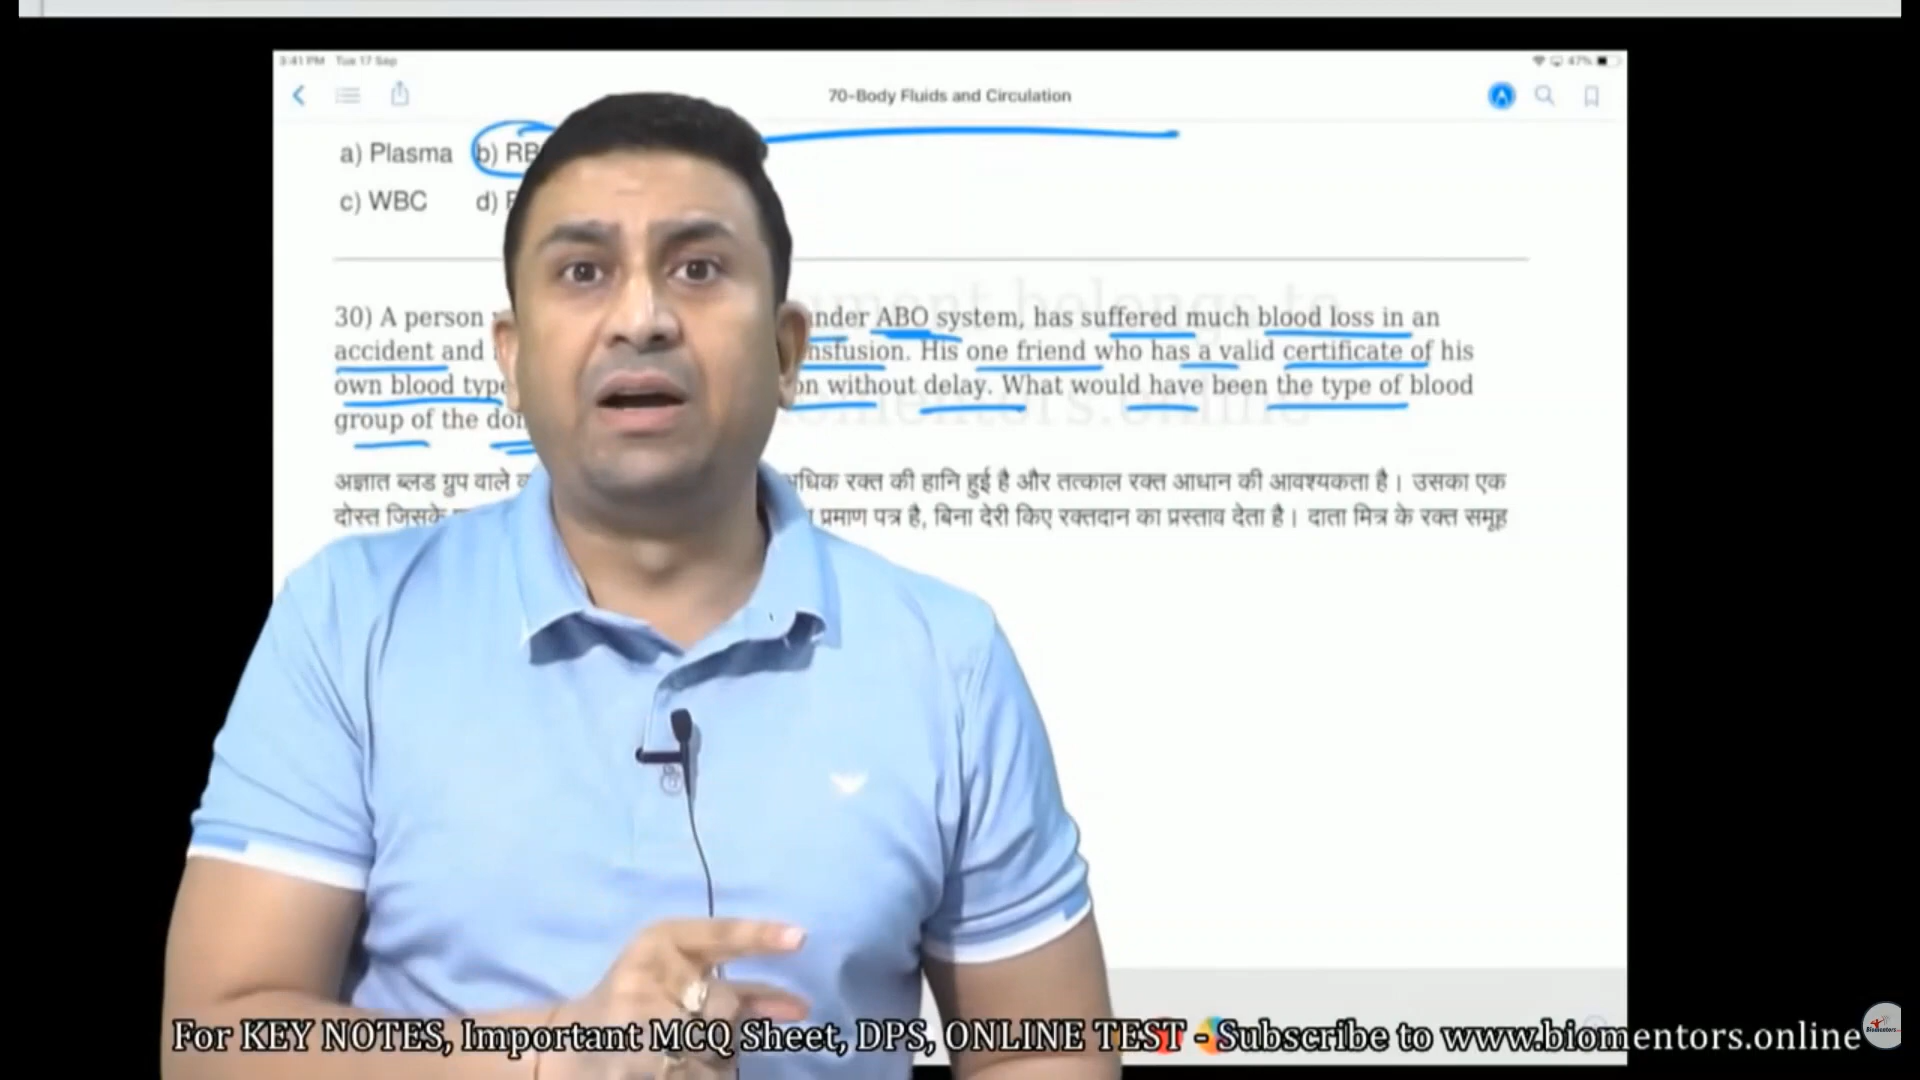 3:41 PM Tue 17 Sep
47%
70-Body Fluids and Circulation
a) Plasma b) RB
c) WBC d)
30) A person under ABO system, has suffered much blood loss in an
accident and nsfusion. His one friend who has a valid certificate of his
own blood type on without delay. What would have been the type of blood
group of the don
अज्ञात ब्लड ग्रुप वाले अधिक रक्त की हानि हुई है और तत्काल रक्त आधान की आवश्यकता है। उसका एक
दोस्त जिसके प्रमाण पत्र है, बिना देरी किए रक्तदान का प्रस्ताव देता है। दाता मित्र के रक्त समूह
For KEY NOTES, Important MCQ Sheet, DPS, ONLINE TEST - Subscribe to www.biomentors.online